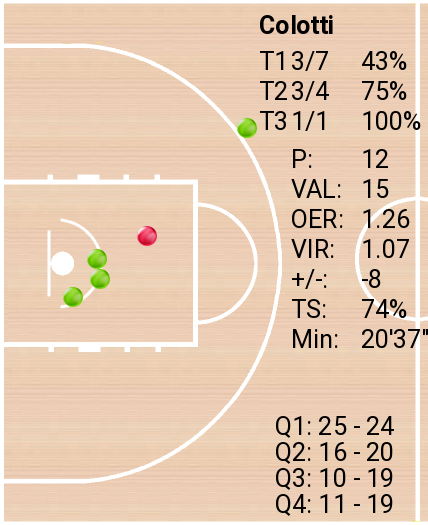 Colotti
T1 3/7 43%
T2 3/4 75%
T3 1/1 100%
P: 12
VAL: 15
OER: 1.26
VIR: 1.07
+/-: -8
TS: 74%
Min: 20'37"
Q1: 25 - 24
Q2: 16 - 20
Q3: 10 - 19
Q4: 11 - 19